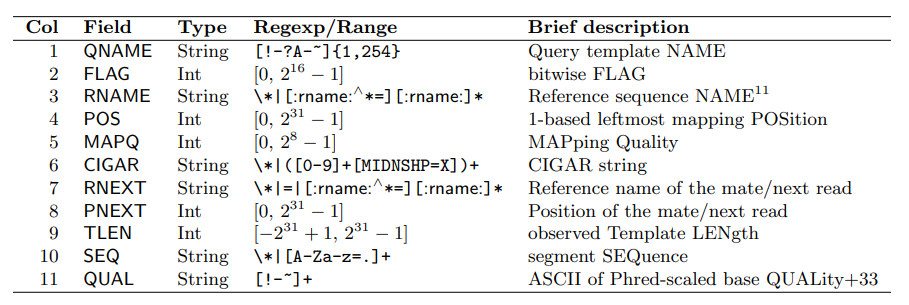 Col Field Type Regexp/Range Brief description
1 QNAME String [!-?A-~]{1,254} Query template NAME
2 FLAG Int [0, 2^16 − 1] bitwise FLAG
3 RNAME String \*|[:rname:^*=][:rname:]* Reference sequence NAME^11
4 POS Int [0, 2^31 − 1] 1-based leftmost mapping POSition
5 MAPQ Int [0, 2^8 − 1] MAPping Quality
6 CIGAR String \*|([0-9]+[MIDNSHP=X])+ CIGAR string
7 RNEXT String \*|=|[:rname:^*=][:rname:]* Reference name of the mate/next read
8 PNEXT Int [0, 2^31 − 1] Position of the mate/next read
9 TLEN Int [−2^31 + 1, 2^31 − 1] observed Template LENgth
10 SEQ String \*|[A-Za-z=.]+ segment SEQuence
11 QUAL String [!-~]+ ASCII of Phred-scaled base QUALity+33